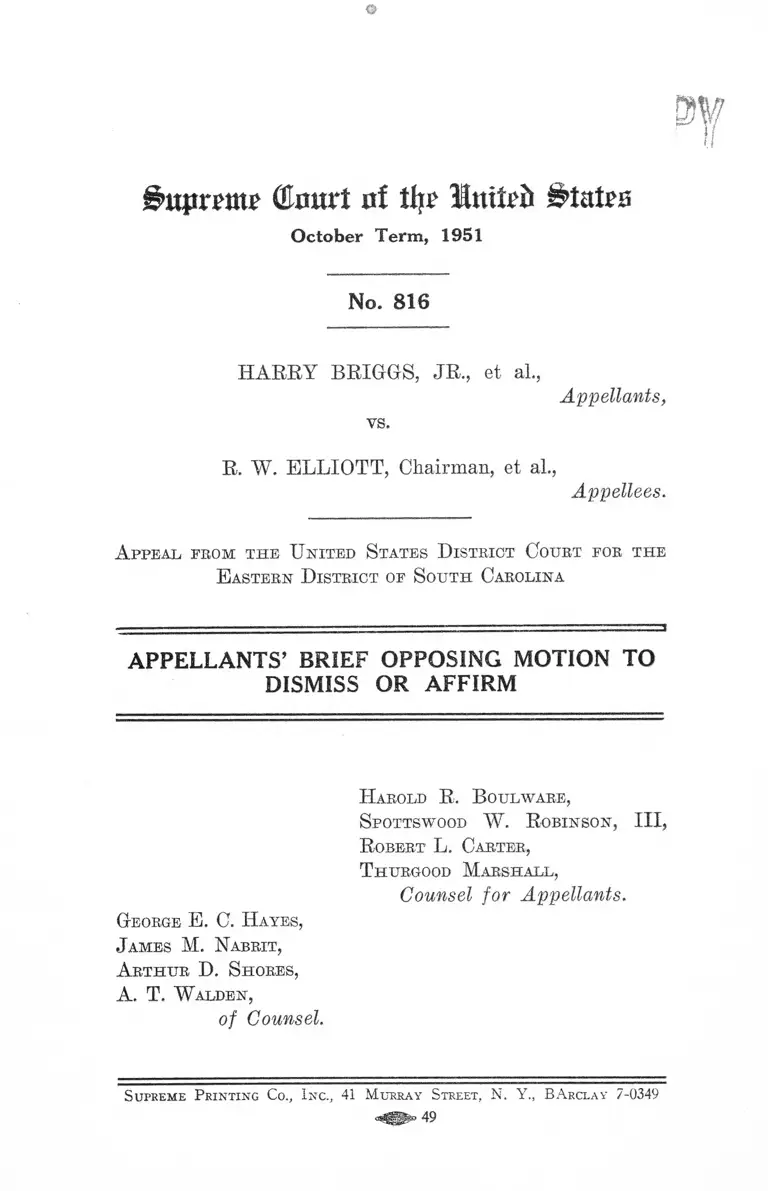 PY
Supreme Court of the United States
October Term, 1951
No. 816
HARRY BRIGGS, JR., et al.,
Appellants,
vs.
R. W. ELLIOTT, Chairman, et al.,
Appellees.
Appeal from the United States District Court for the
Eastern District of South Carolina
APPELLANTS' BRIEF OPPOSING MOTION TO
DISMISS OR AFFIRM
Harold R. Boulware,
Spottswood W. Robinson, III,
Robert L. Carter,
Thurgood Marshall,
Counsel for Appellants.
George E. C. Hayes,
James M. Nabrit,
Arthur D. Shores,
A. T. Walden,
of Counsel.
Supreme Printing Co., Inc., 41 Murray Street, N. Y., BArclay 7-0349
49